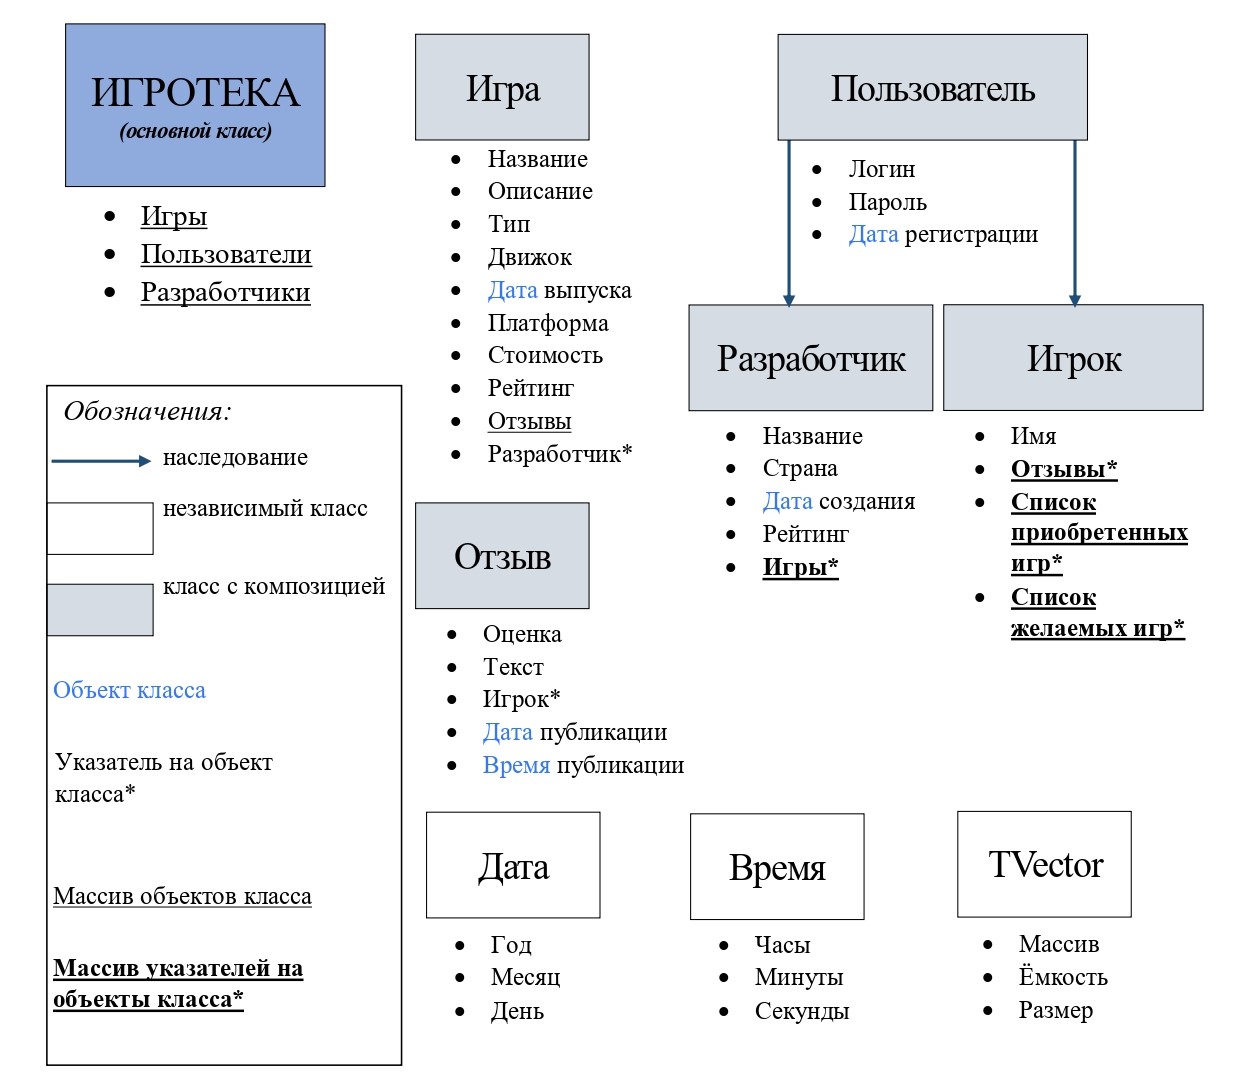 ИГРОТЕКА
(основной класс)
• Игры
• Пользователи
• Разработчики
Обозначения:
наследование
независимый класс
класс с композицией
Объект класса
Указатель на объект
класса*
Массив объектов класса
Массив указателей на
объекты класса*
Игра
• Название
• Описание
• Тип
• Движок
• Дата выпуска
• Платформа
• Стоимость
• Рейтинг
• Отзывы
• Разработчик*
Отзыв
• Оценка
• Текст
• Игрок*
• Дата публикации
• Время публикации
Пользователь
• Логин
• Пароль
• Дата регистрации
Разработчик
• Название
• Страна
• Дата создания
• Рейтинг
• Игры*
Игрок
• Имя
• Отзывы*
• Список
приобретенных
игр*
• Список
желаемых игр*
Дата
• Год
• Месяц
• День
Время
• Часы
• Минуты
• Секунды
TVector
• Массив
• Ёмкость
• Размер